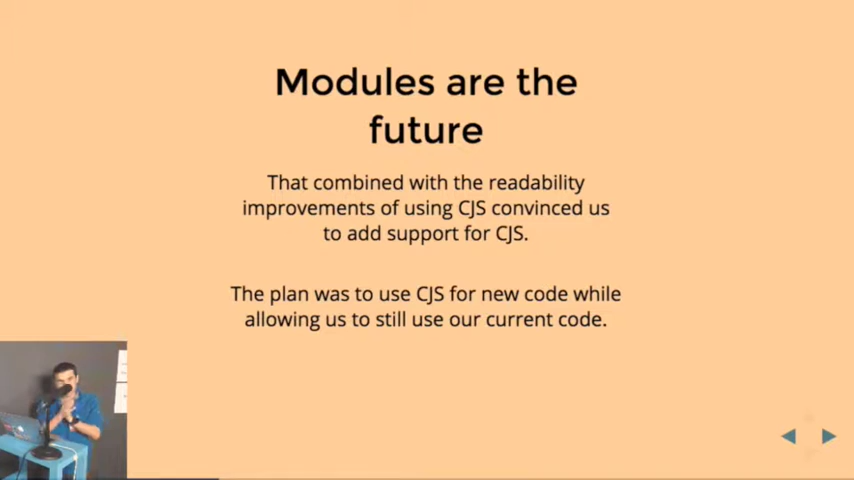 Modules are the
future
That combined with the readability
improvements of using CJS convinced us
to add support for CJS.
The plan was to use CJS for new code while
allowing us to still use our current code.